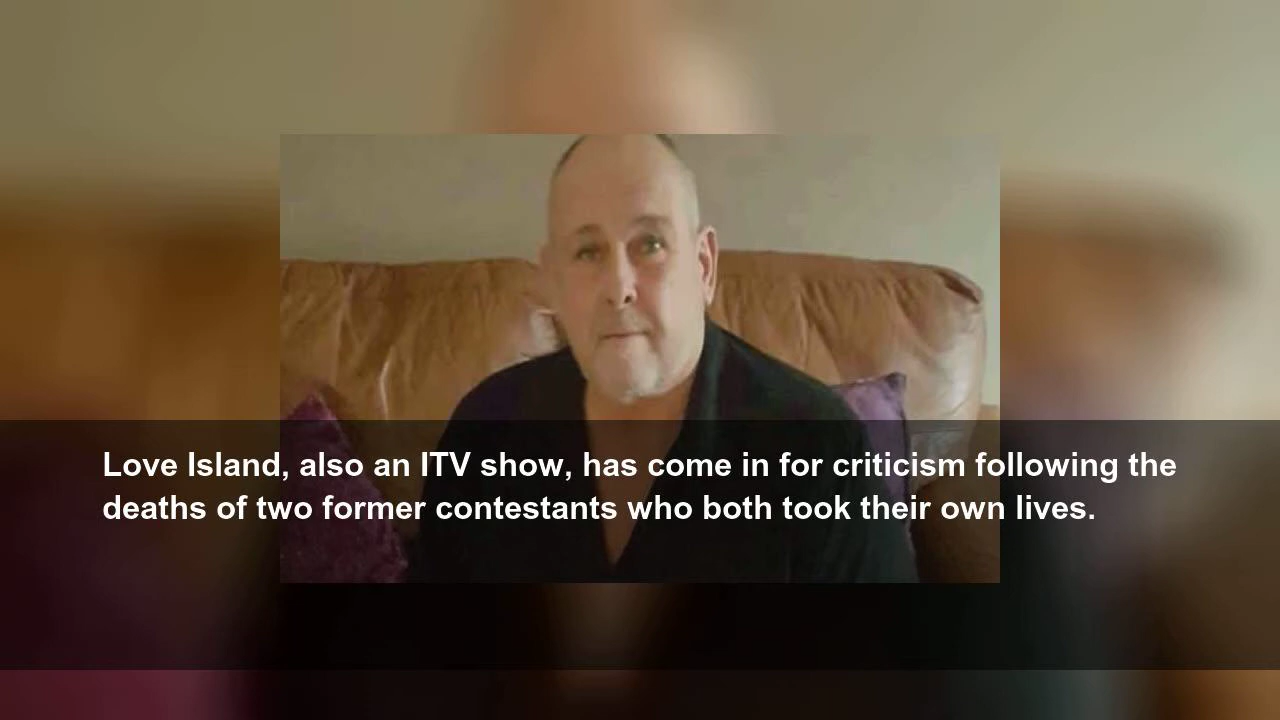 Love Island, also an ITV show, has come in for criticism following the
deaths of two former contestants who both took their own lives.